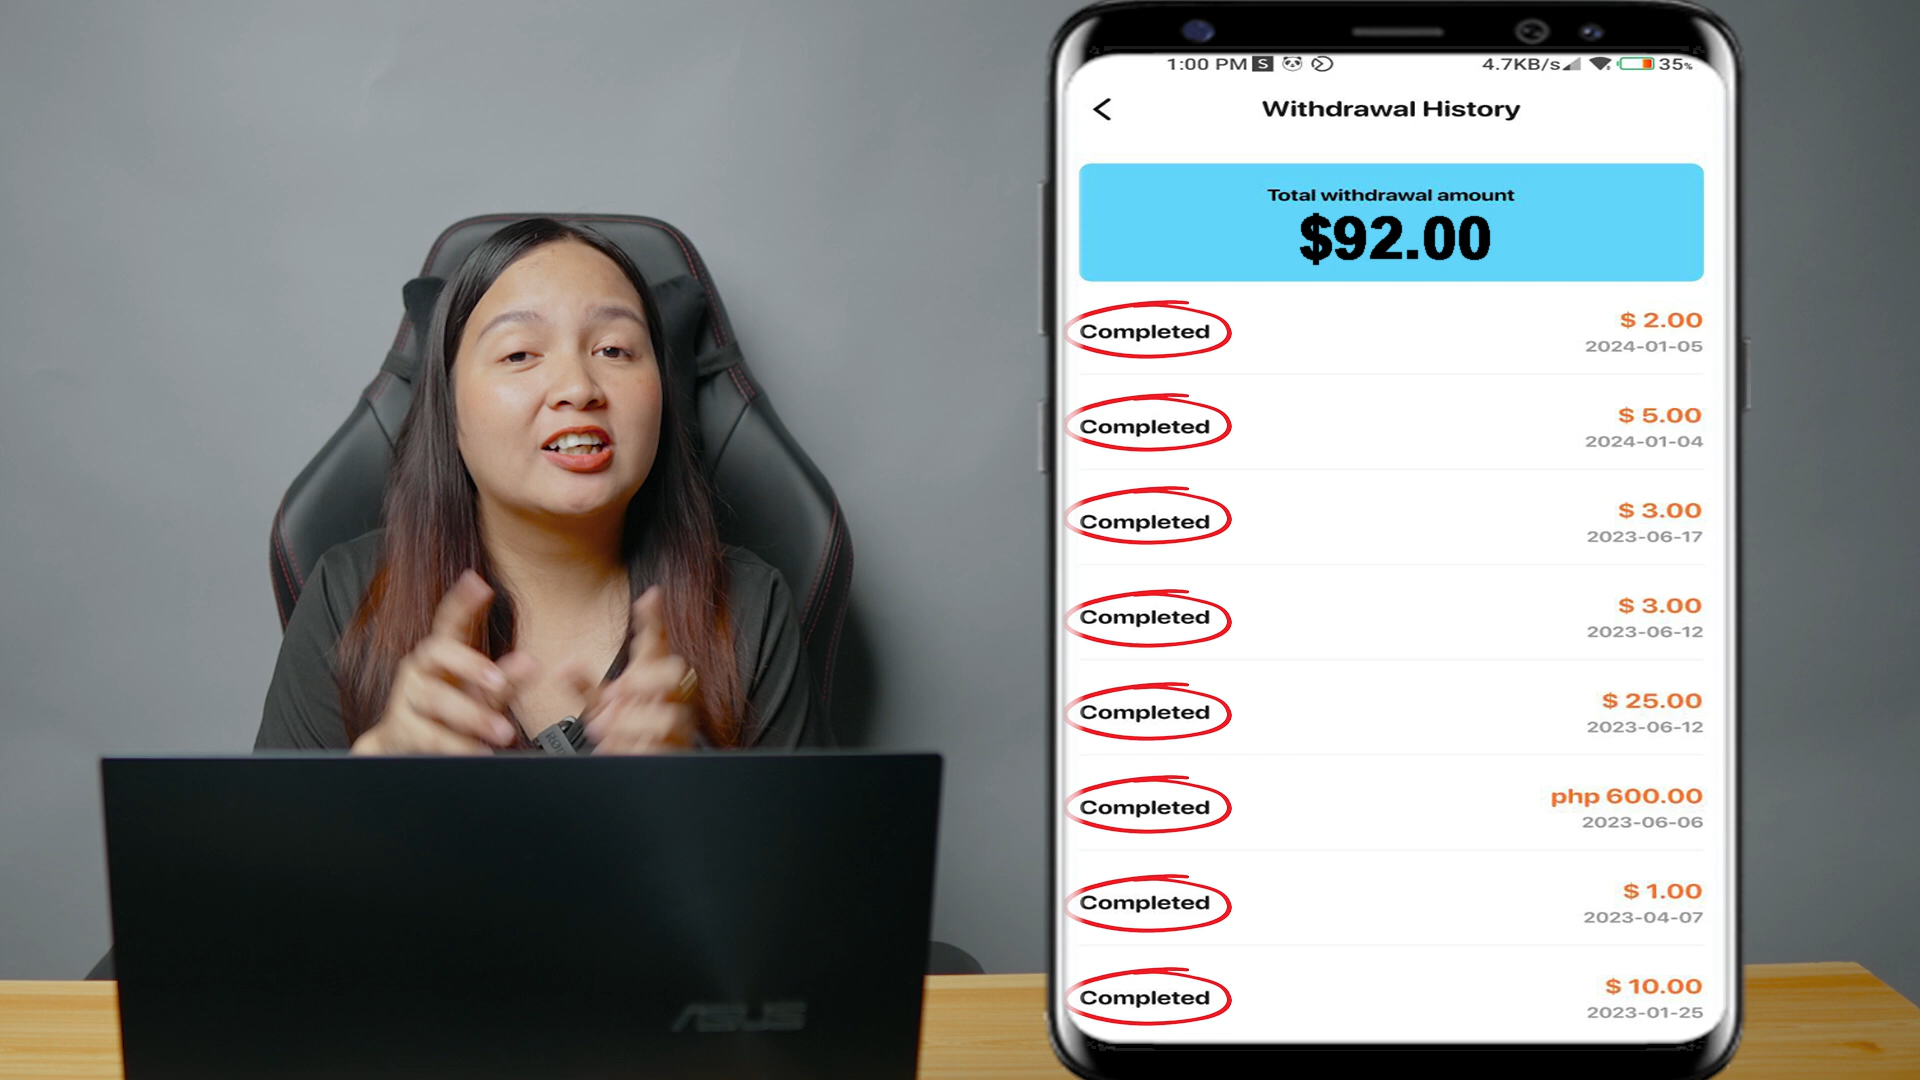 1:00 PM S
4.7KB/s 35%
Withdrawal History
Total withdrawal amount
$92.00
Completed
$ 2.00
2024-01-05
Completed
$ 5.00
2024-01-04
Completed
$ 3.00
2023-06-17
Completed
$ 3.00
2023-06-12
Completed
$ 25.00
2023-06-12
Completed
php 600.00
2023-06-06
Completed
$ 1.00
2023-04-07
Completed
$ 10.00
2023-01-25
ASUS